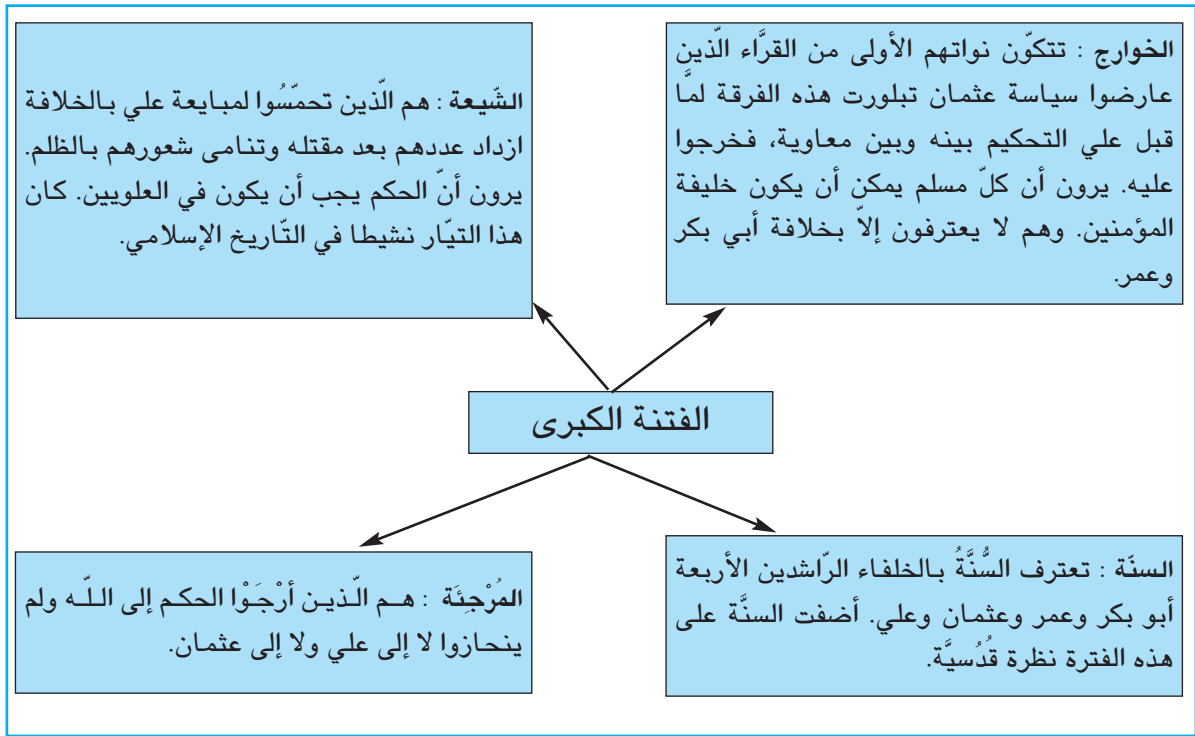 الخوارج : تتكوّن نواتهم الأولى من القرَّاء الّذين
عارضوا سياسة عثمان تبلورت هذه الفرقة لمَّا
قبل علي التحكيم بينه وبين معاوية، فخرجوا
عليه. يرون أن كلّ مسلم يمكن أن يكون خليفة
المؤمنين. وهم لا يعترفون إلاّ بخلافة أبي بكر
وعمر.
الشّيعة : هم الّذين تحمّسُوا لمبايعة علي بالخلافة
ازداد عددهم بعد مقتله وتنامى شعورهم بالظلم.
يرون أنّ الحكم يجب أن يكون في العلويين. كان
هذا التيّار نشيطا في التّاريخ الإسلامي.
الفتنة الكبرى
السنّة : تعترف السُّنَّةُ بالخلفاء الرّاشدين الأربعة
أبو بكر وعمر وعثمان وعلي. أضفت السنَّة على
هذه الفترة نظرة قُدُسيَّة.
المُرْجِئَة : هم الّذين أرْجَوْا الحكم إلى اللّه ولم
ينحازوا لا إلى علي ولا إلى عثمان.